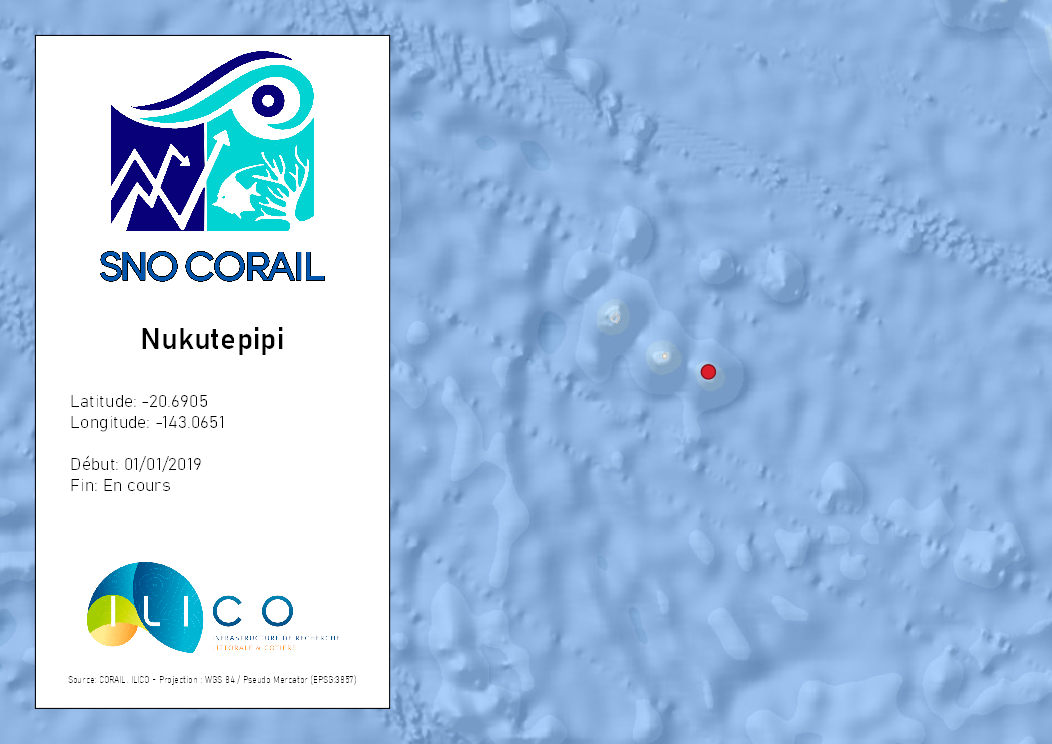 SNO CORAIL
Nukutepipi
Latitude: -20.6905
Longitude: -143.0651
Début: 01/01/2019
Fin: En cours
ILICO
INFRASTRUCTURE DE RECHERCHE
LITTORALE & CÔTIÈRE
Source: CORAIL, ILICO - Projection : WGS 84 / Pseudo Mercator (EPSG:3857)